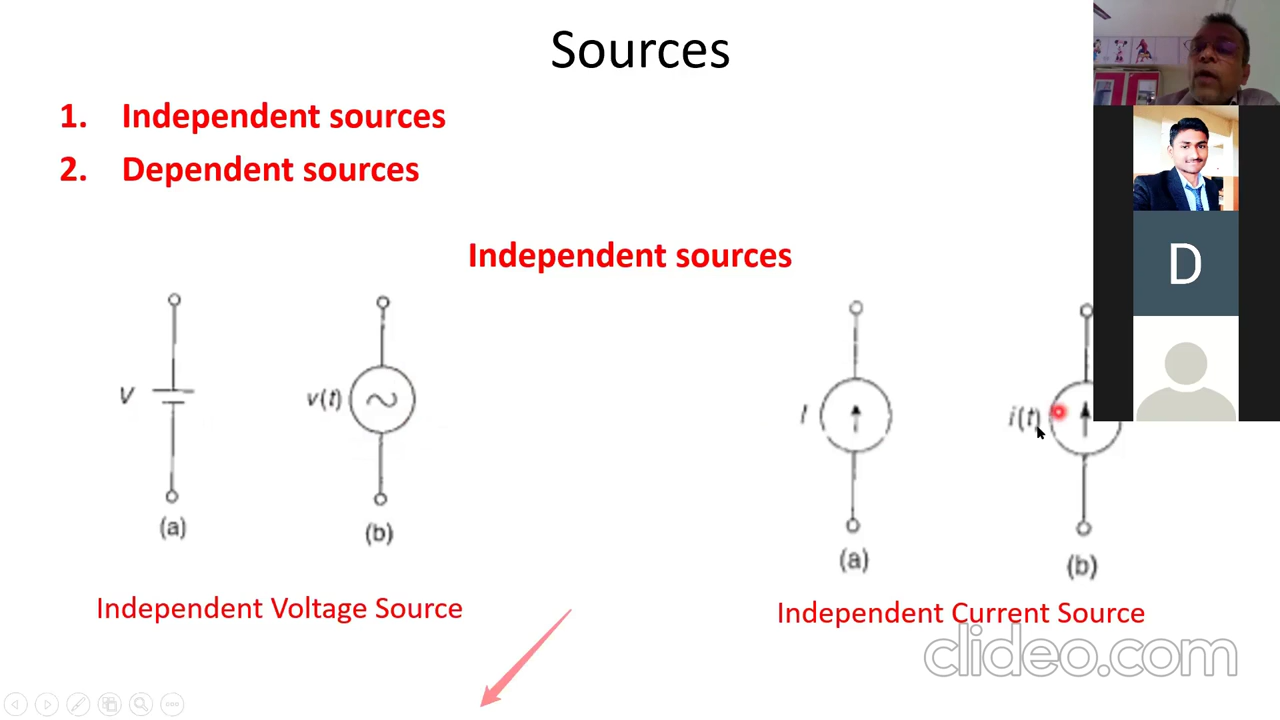 Sources
1. Independent sources
2. Dependent sources
Independent sources
V
v(t)
I
i(t)
(a)
(b)
(a)
(b)
Independent Voltage Source
Independent Current Source
clideo.com
D